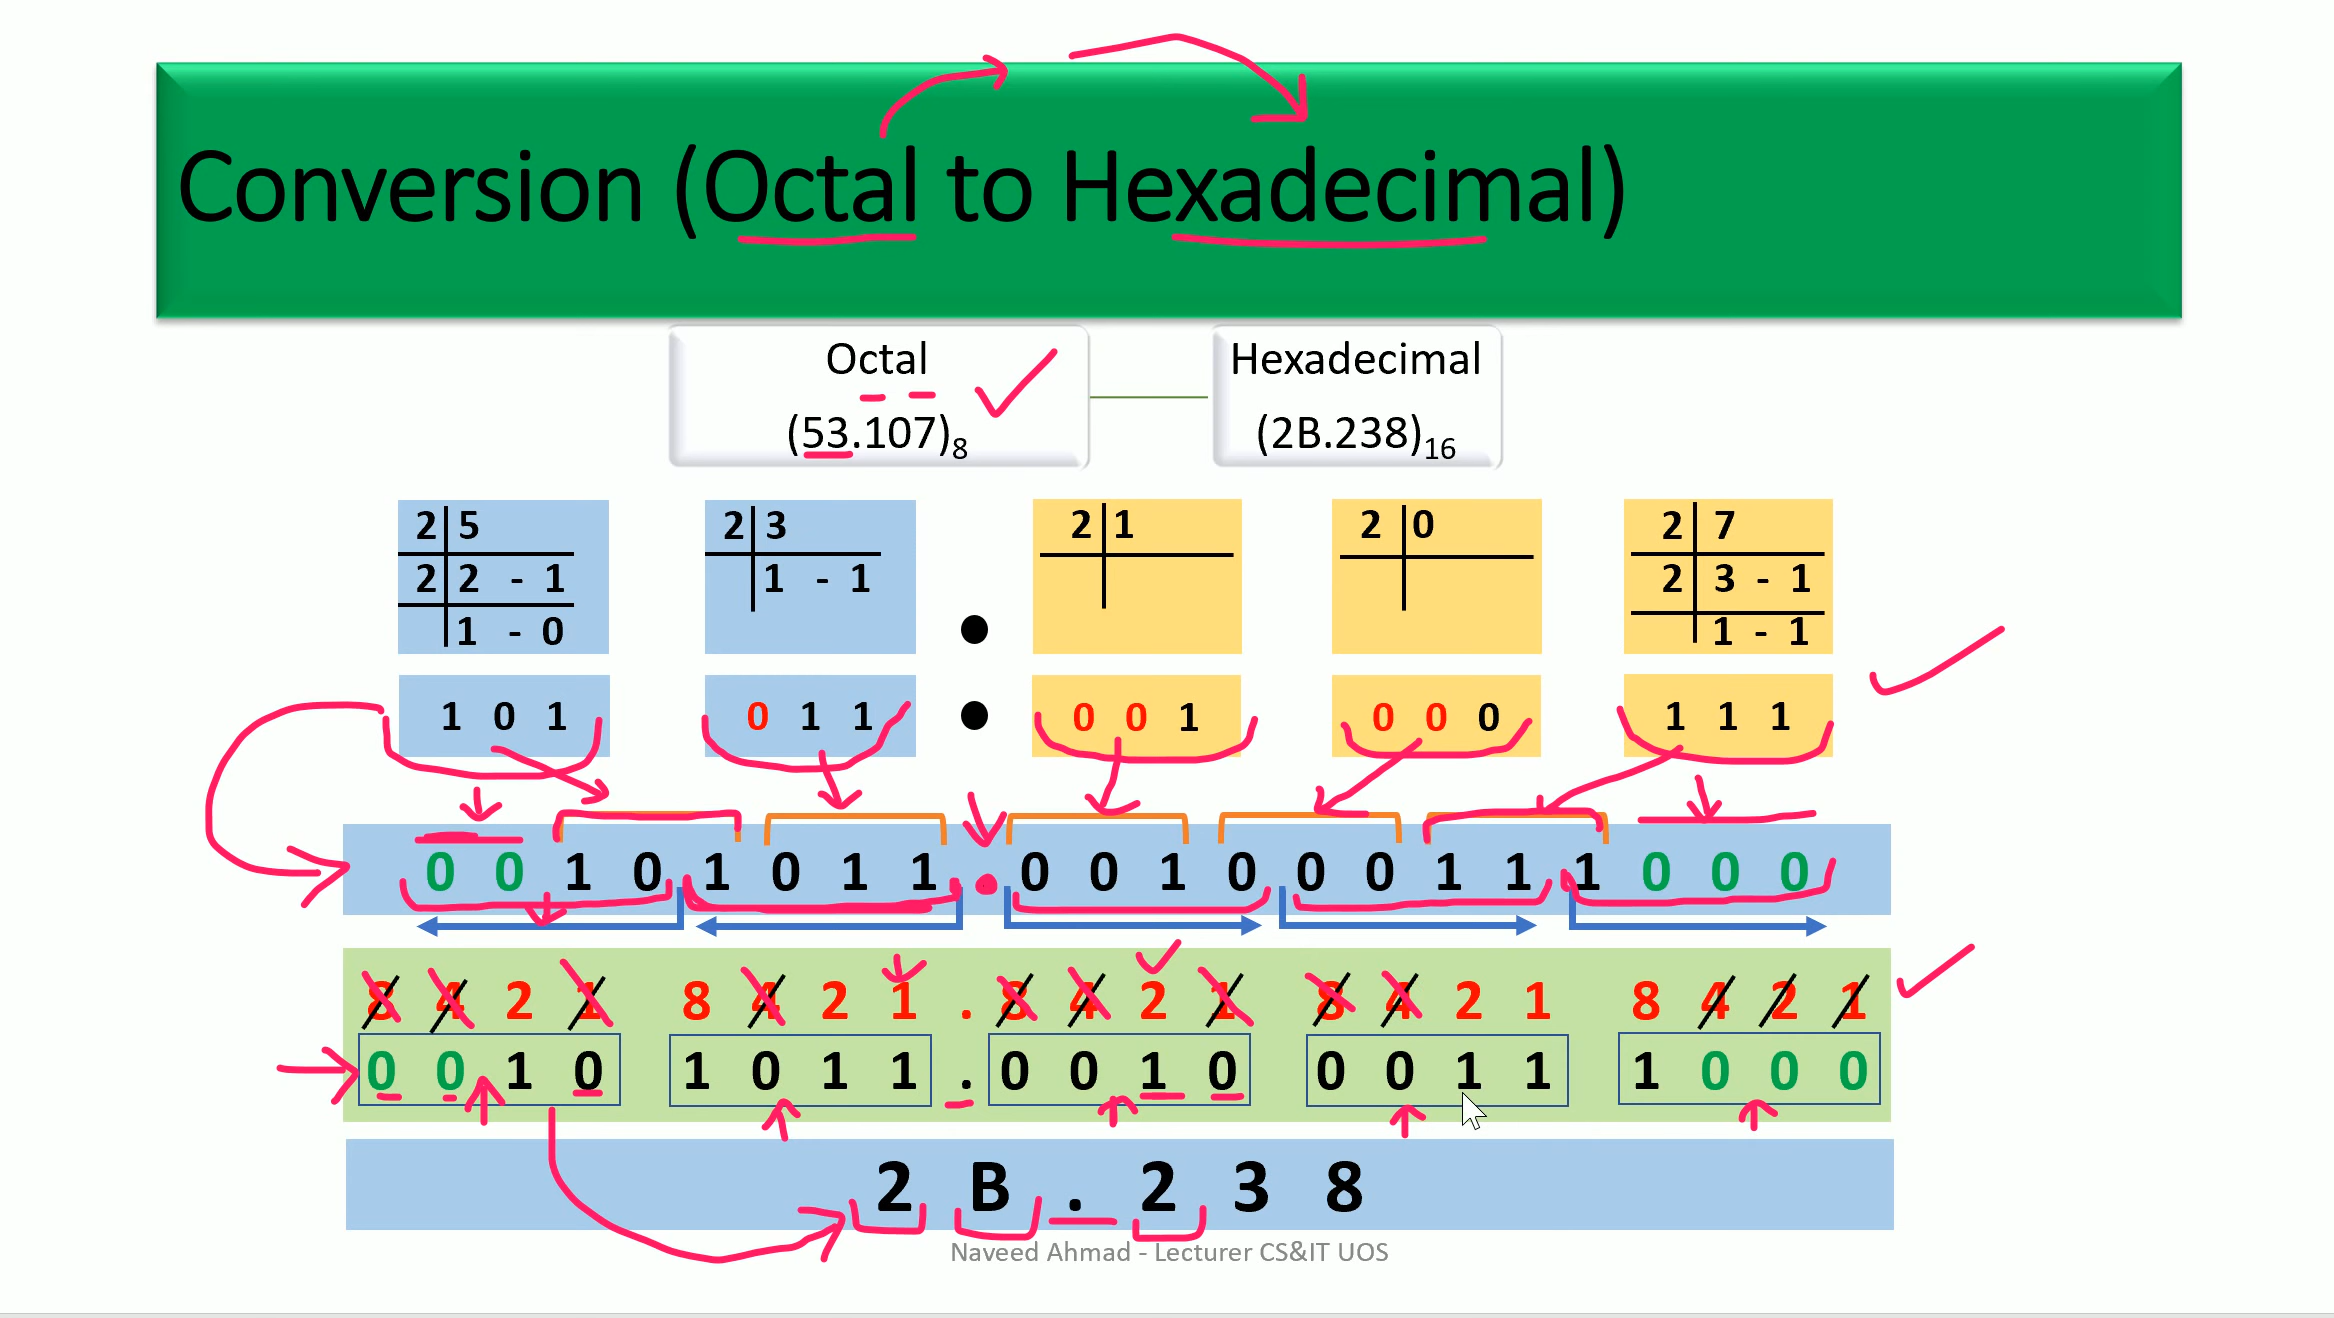 Conversion (Octal to Hexadecimal)
Octal
(53.107)8
Hexadecimal
(2B.238)16
2 5
2 2 - 1
1 - 0
2 3
1 - 1
2 1
2 0
2 7
2 3 - 1
1 - 1
1 0 1 0 1 1 • 0 0 1 0 0 0 1 1 1
0 0 1 0 1 0 1 1 . 0 0 1 0 0 0 1 1 1 0 0 0
8 4 2 1 8 4 2 1 . 8 4 2 1 8 4 2 1 8 4 2 1
0 0 1 0 1 0 1 1 . 0 0 1 0 0 0 1 1 1 0 0 0
2 B . 2 3 8
Naveed Ahmad - Lecturer CS&IT UOS